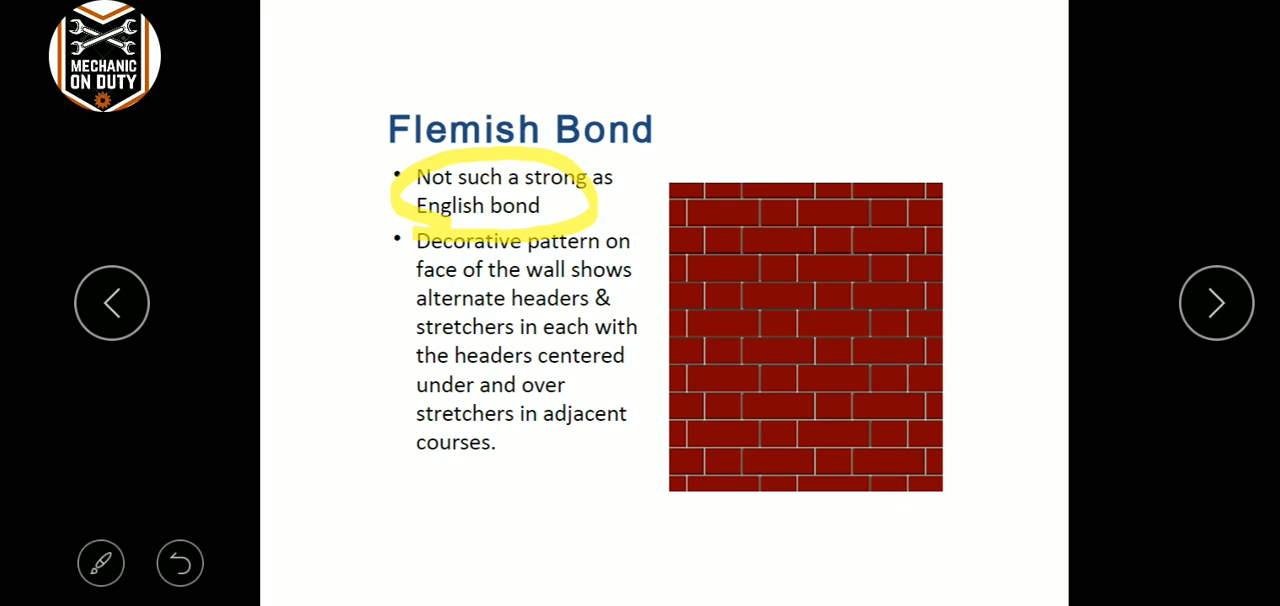 MECHANIC
ON DUTY
Flemish Bond
• Not such a strong as
English bond
• Decorative pattern on
face of the wall shows
alternate headers &
stretchers in each with
the headers centered
under and over
stretchers in adjacent
courses.